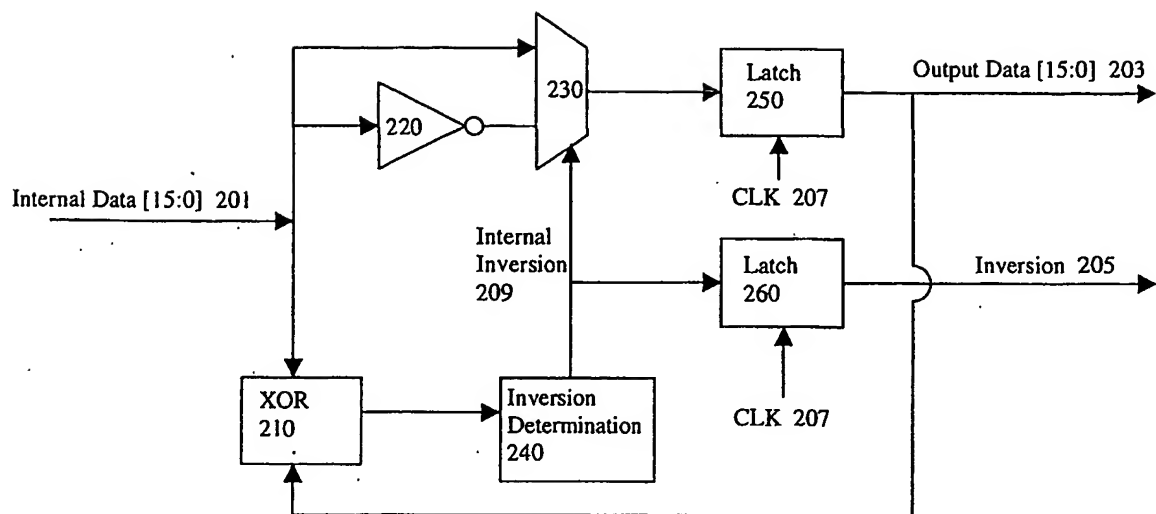 Latch
250
Output Data [15:0] 203
230
220
CLK 207
Internal Data [15:0] 201
Internal
Inversion
209
Latch
260
Inversion 205
XOR
210
Inversion
Determination
240
CLK 207